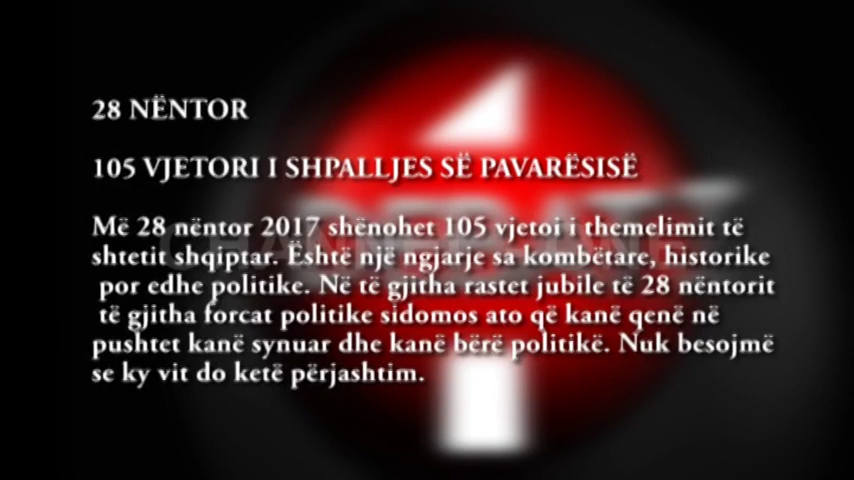 28 NËNTOR
105 VJETORI I SHPALLJES SË PAVARËSISË
Më 28 nëntor 2017 shënohet 105 vjetoi i themelimit të
shtetit shqiptar. Është një ngjarje sa kombëtare, historike
por edhe politike. Në të gjitha rastet jubile të 28 nëntorit
të gjitha forcat politike sidomos ato që kanë qenë në
pushtet kanë synuar dhe kanë bërë politikë. Nuk besojmë
se ky vit do ketë përjashtim.